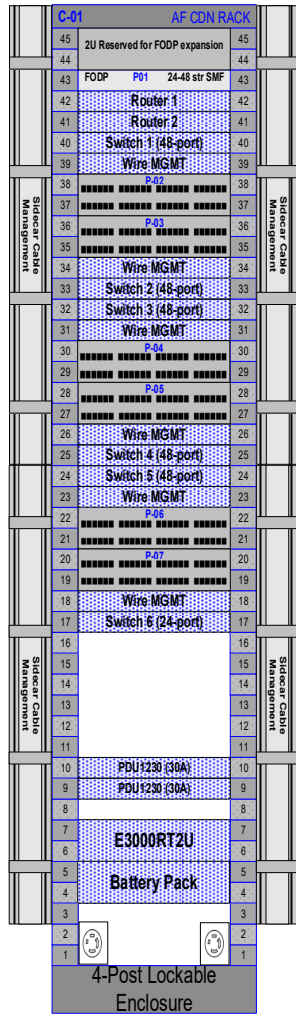 C-01 AF CDN RACK
45 2U Reserved for FODP expansion 45
44 44
43 FODP P01 24-48 str SMF 43
42 Router 1 42
41 Router 2 41
40 Switch 1 (48-port) 40
39 Wire MGMT 39
38 P-02 38
37 37
36 P-03 36
35 35
34 Wire MGMT 34
33 Switch 2 (48-port) 33
32 Switch 3 (48-port) 32
31 Wire MGMT 31
30 P-04 30
29 29
28 P-05 28
27 27
26 Wire MGMT 26
25 Switch 4 (48-port) 25
24 Switch 5 (48-port) 24
23 Wire MGMT 23
22 P-06 22
21 21
20 P-07 20
19 19
18 Wire MGMT 18
17 Switch 6 (24-port) 17
16 16
15 15
14 14
13 13
12 12
11 11
10 PDU1230 (30A) 10
9 PDU1230 (30A) 9
8 8
7 7
E3000RT2U
6 6
5 5
Battery Pack
4 4
3 3
2 2
1 1
4-Post Lockable
Enclosure
Sidecar Cable
Management
Sidecar Cable
Management
Sidecar Cable
Management
Sidecar Cable
Management